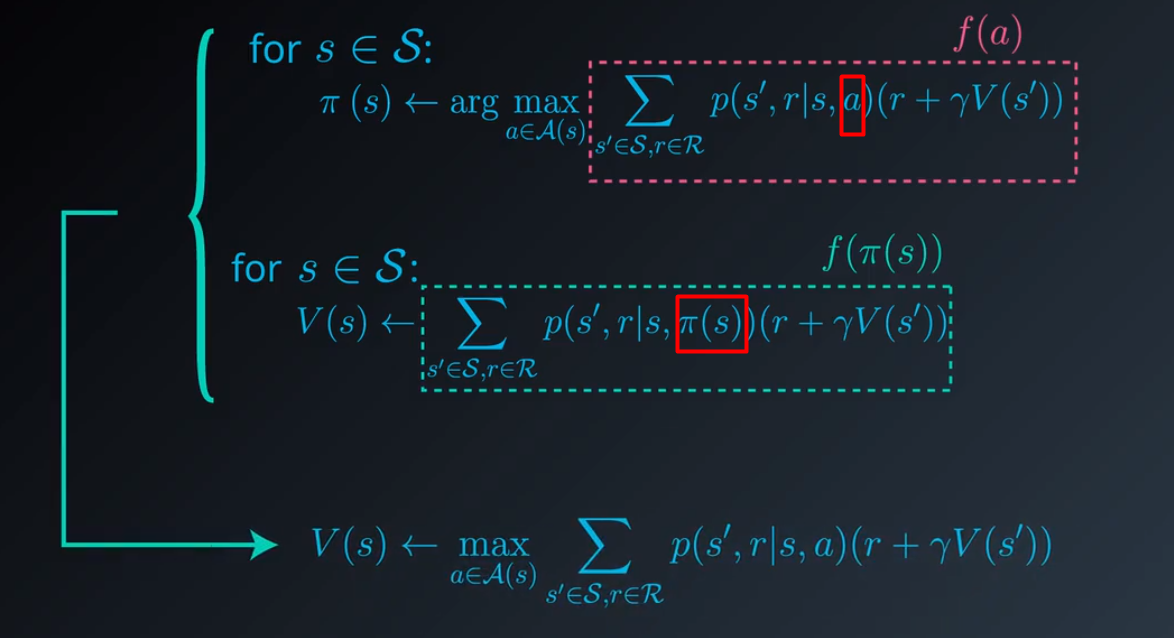 f(a)
for s ∈ 𝒮:
π (s) ← arg max_{a∈𝒜(s)} ∑_{s′∈𝒮,r∈ℛ} p(s′, r|s, a)(r + γV(s′))
f(π(s))
for s ∈ 𝒮:
V(s) ← ∑_{s′∈𝒮,r∈ℛ} p(s′, r|s, π(s))(r + γV(s′))
V(s) ← max_{a∈𝒜(s)} ∑_{s′∈𝒮,r∈ℛ} p(s′, r|s, a)(r + γV(s′))